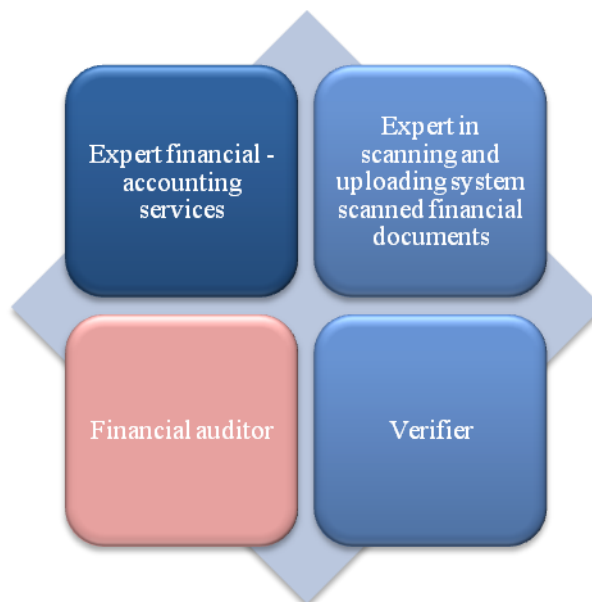 Expert financial -
accounting
services
Expert in
scanning and
uploading system
scanned financial
documents
Financial auditor
Verifier